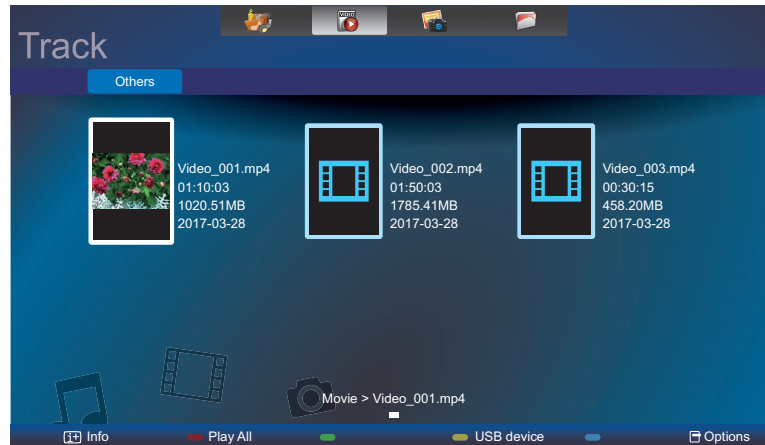 VIDEO
Track
Others
Video_001.mp4
01:10:03
1020.51MB
2017-03-28
Video_002.mp4
01:50:03
1785.41MB
2017-03-28
Video_003.mp4
00:30:15
458.20MB
2017-03-28
Movie > Video_001.mp4
i+ Info
Play All
USB device
Options